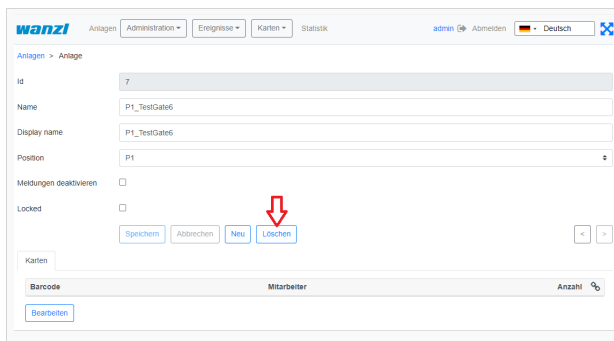 wanzl Anlagen Administration Ereignisse Karten Statistik admin Abmelden Deutsch
Anlagen > Anlage
Id 7
Name P1_TestGate6
Display name P1_TestGate6
Position P1
Meldungen deaktivieren
Locked
Speichern Abbrechen Neu Löschen < >
Karten
Barcode Mitarbeiter Anzahl
Bearbeiten